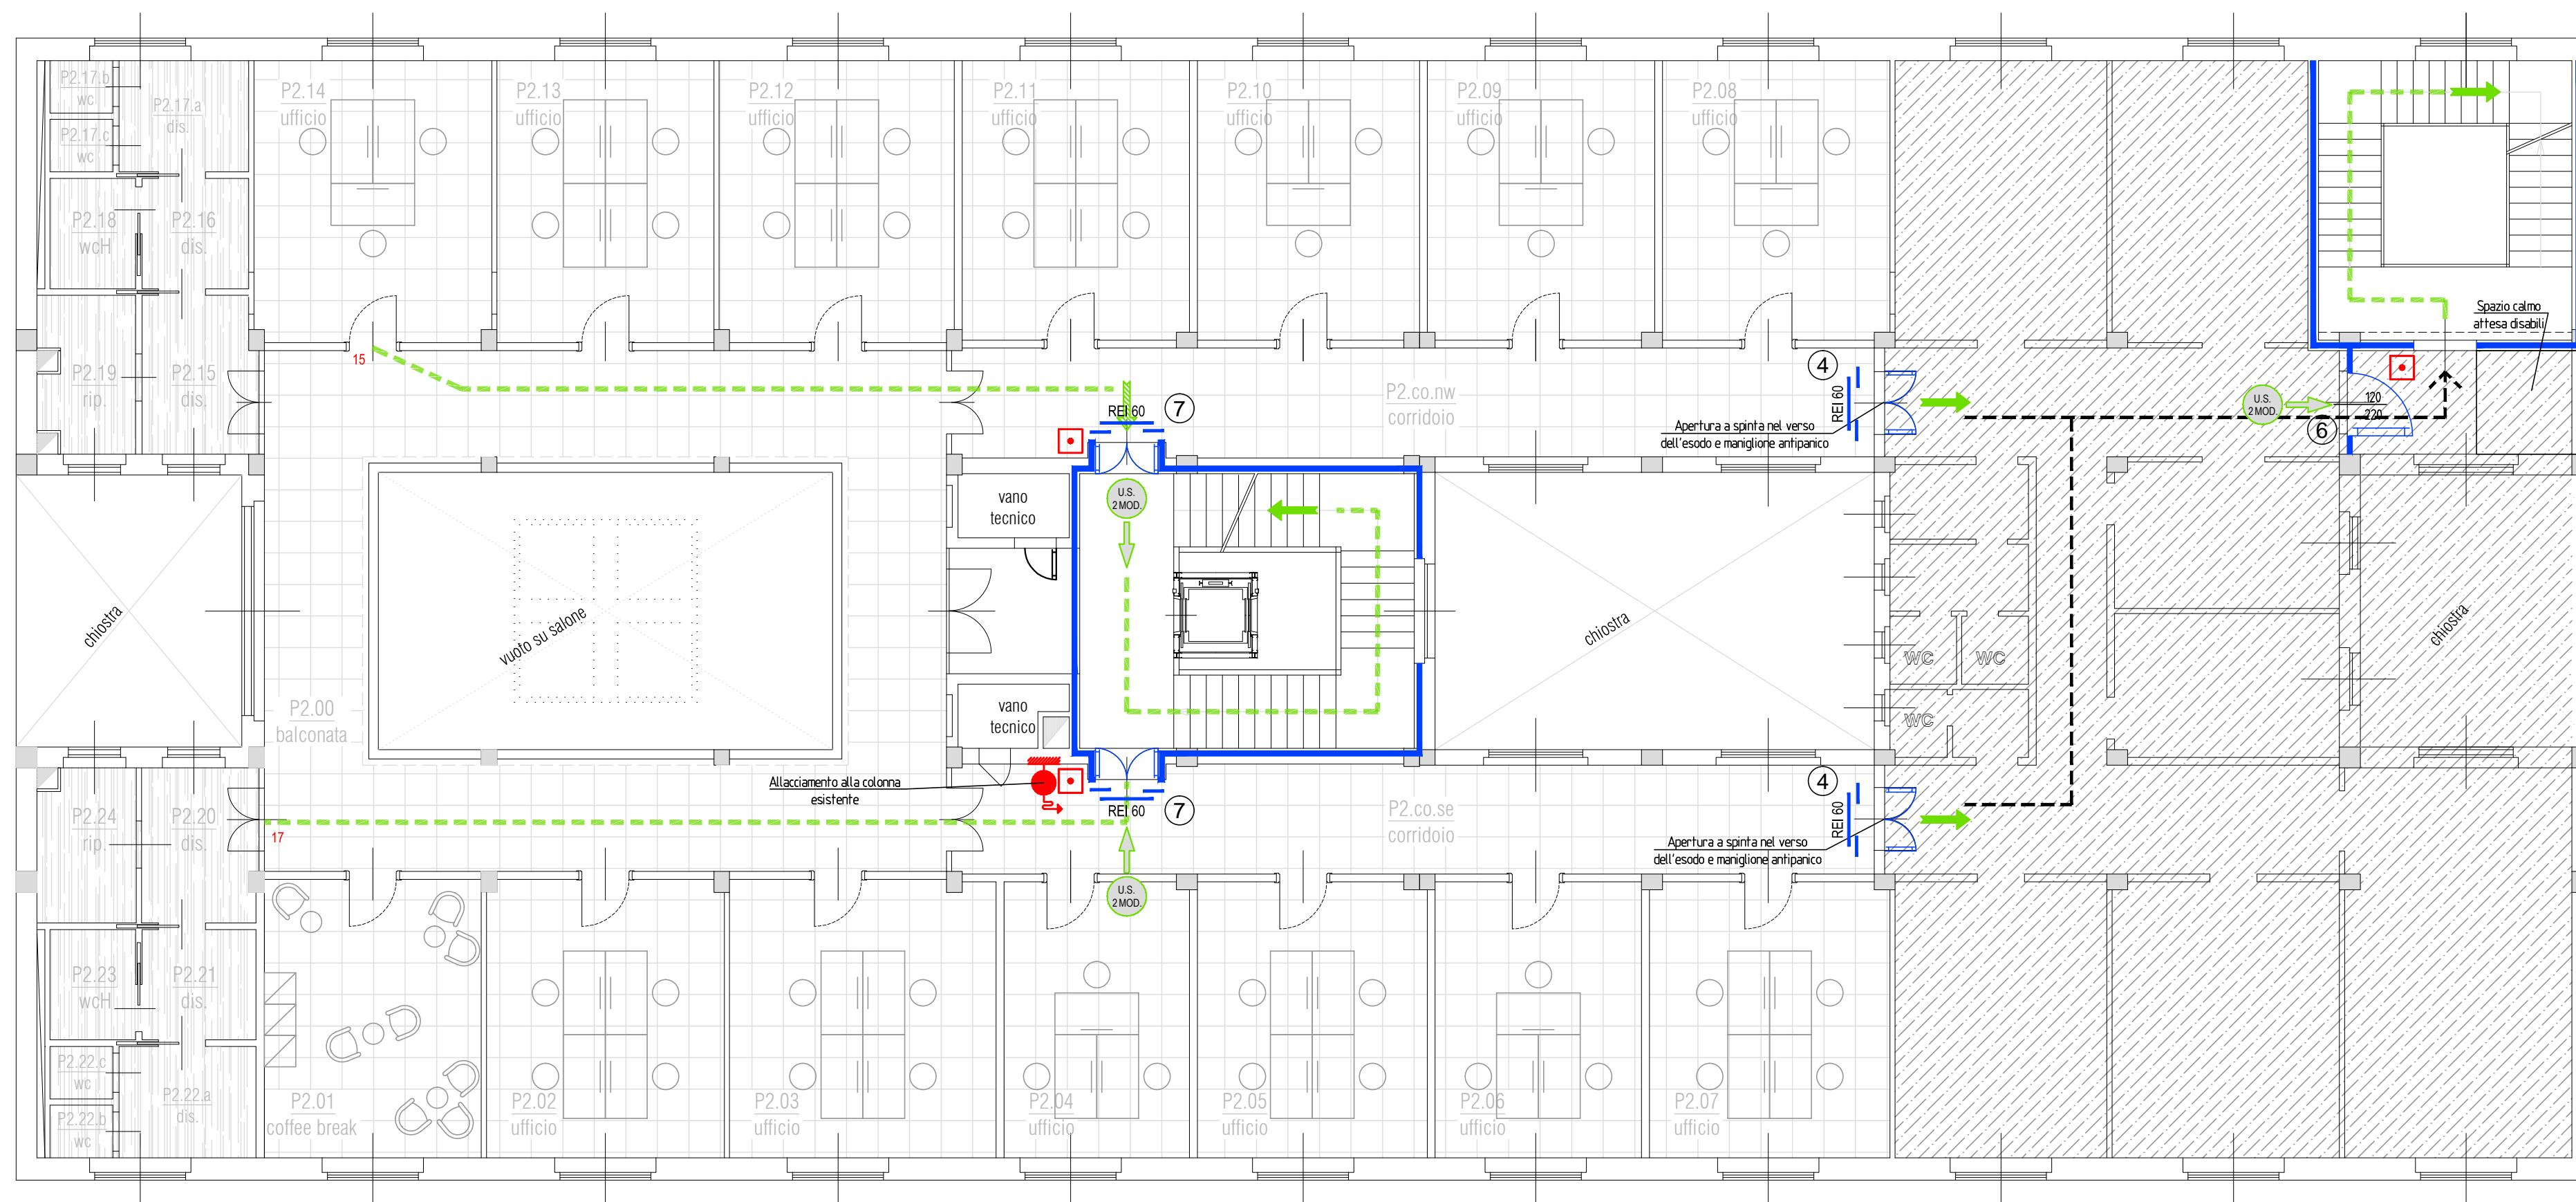 P2.17.b
wc
P2.17.c
wc
P2.17.a
dis.
P2.14
ufficio
P2.13
ufficio
P2.12
ufficio
P2.11
ufficio
P2.10
ufficio
P2.09
ufficio
P2.08
ufficio
P2.18
wcH
P2.16
dis.
P2.19
rip.
P2.15
dis.
15
REI 60
7
P2.co.nw
corridoio
4
REI 60
Apertura a spinta nel verso
dell'esodo e maniglione antipanico
U.S.
2 MOD.
6
120
220
Spazio calmo
attesa disabili
vano
tecnico
U.S.
2 MOD.
chiostra
vuoto su salone
chiostra
chiostra
WC
WC
WC
P2.00
balconata
vano
tecnico
Allacciamento alla colonna
esistente
REI 60
7
P2.co.se
corridoio
4
REI 60
Apertura a spinta nel verso
dell'esodo e maniglione antipanico
P2.24
rip.
P2.20
dis.
17
U.S.
2 MOD.
P2.23
wcH
P2.21
dis.
P2.22.c
wc
P2.22.b
wc
P2.22.a
dis.
P2.01
coffee break
P2.02
ufficio
P2.03
ufficio
P2.04
ufficio
P2.05
ufficio
P2.06
ufficio
P2.07
ufficio